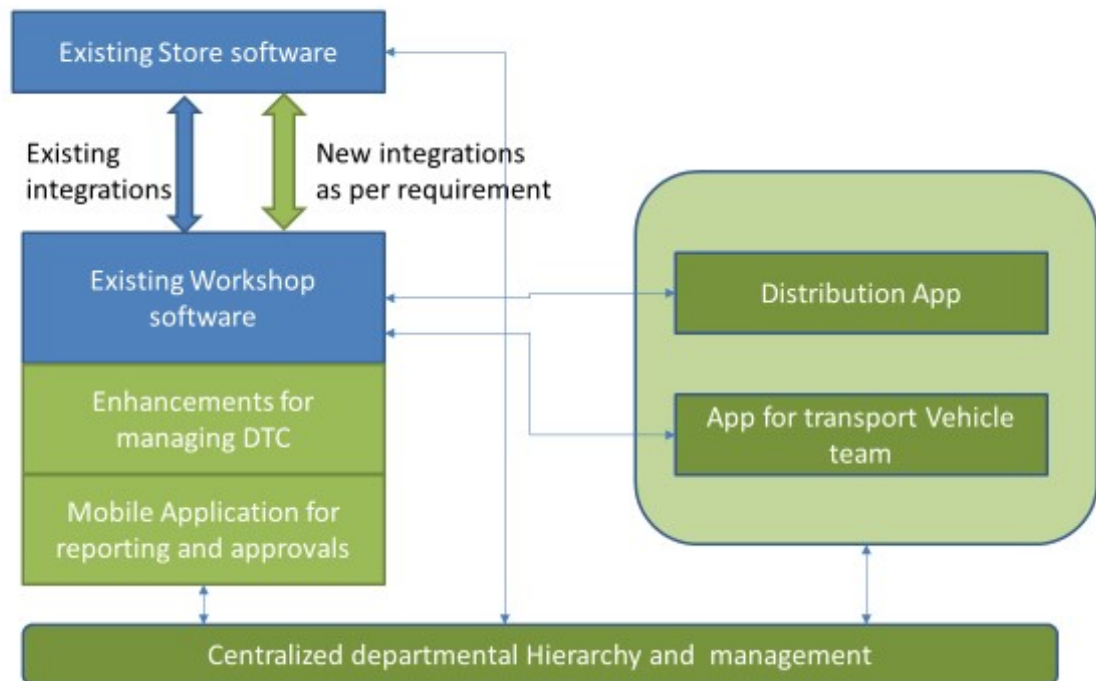 Existing Store software
Existing
integrations
New integrations
as per requirement
Existing Workshop
software
Enhancements for
managing DTC
Mobile Application for
reporting and approvals
Distribution App
App for transport Vehicle
team
Centralized departmental Hierarchy and management